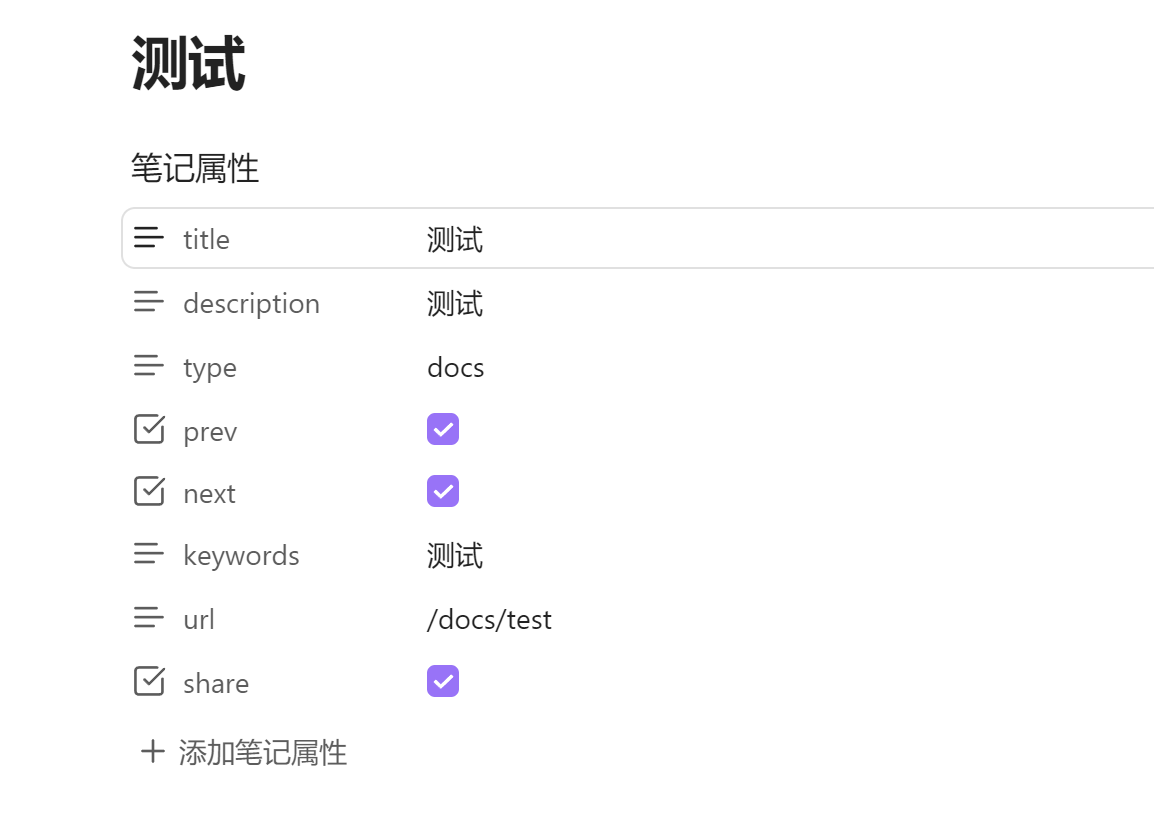 测试
笔记属性
title 测试
description 测试
type docs
prev
next
keywords 测试
url /docs/test
share
+ 添加笔记属性